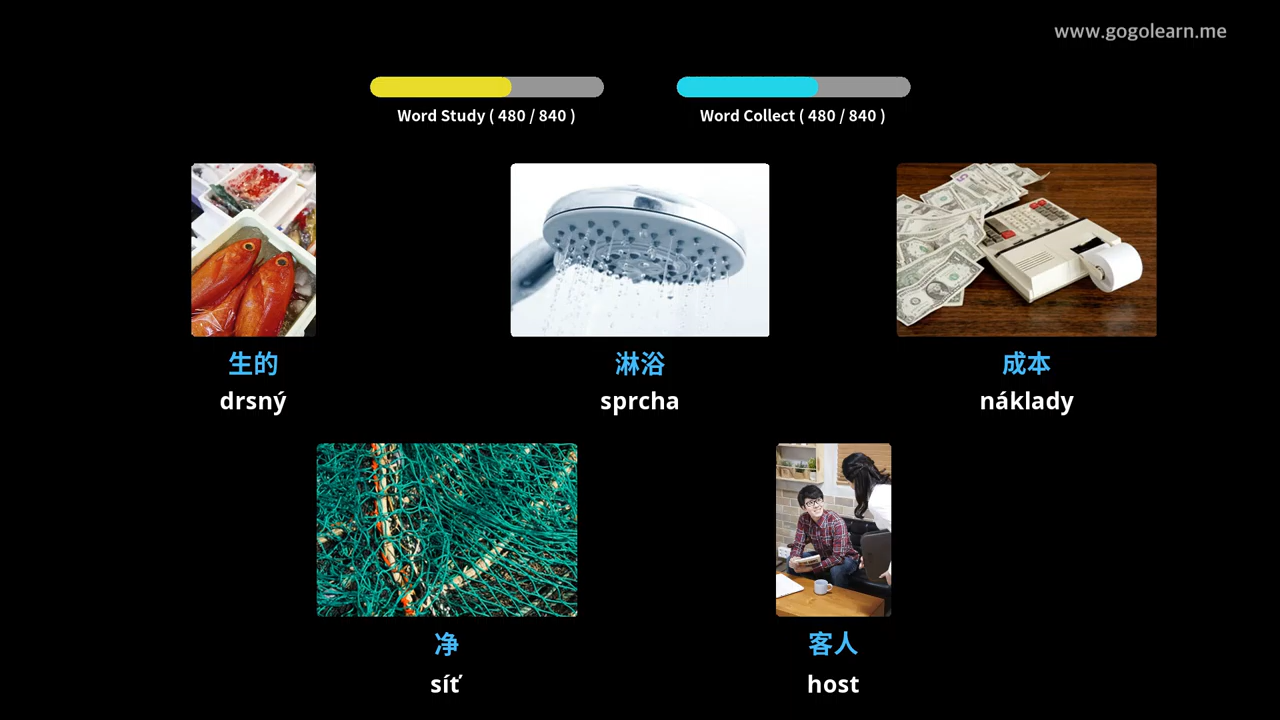 www.gogolearn.me
Word Study ( 480 / 840 )
Word Collect ( 480 / 840 )
生的
drsný
淋浴
sprcha
成本
náklady
净
síť
客人
host